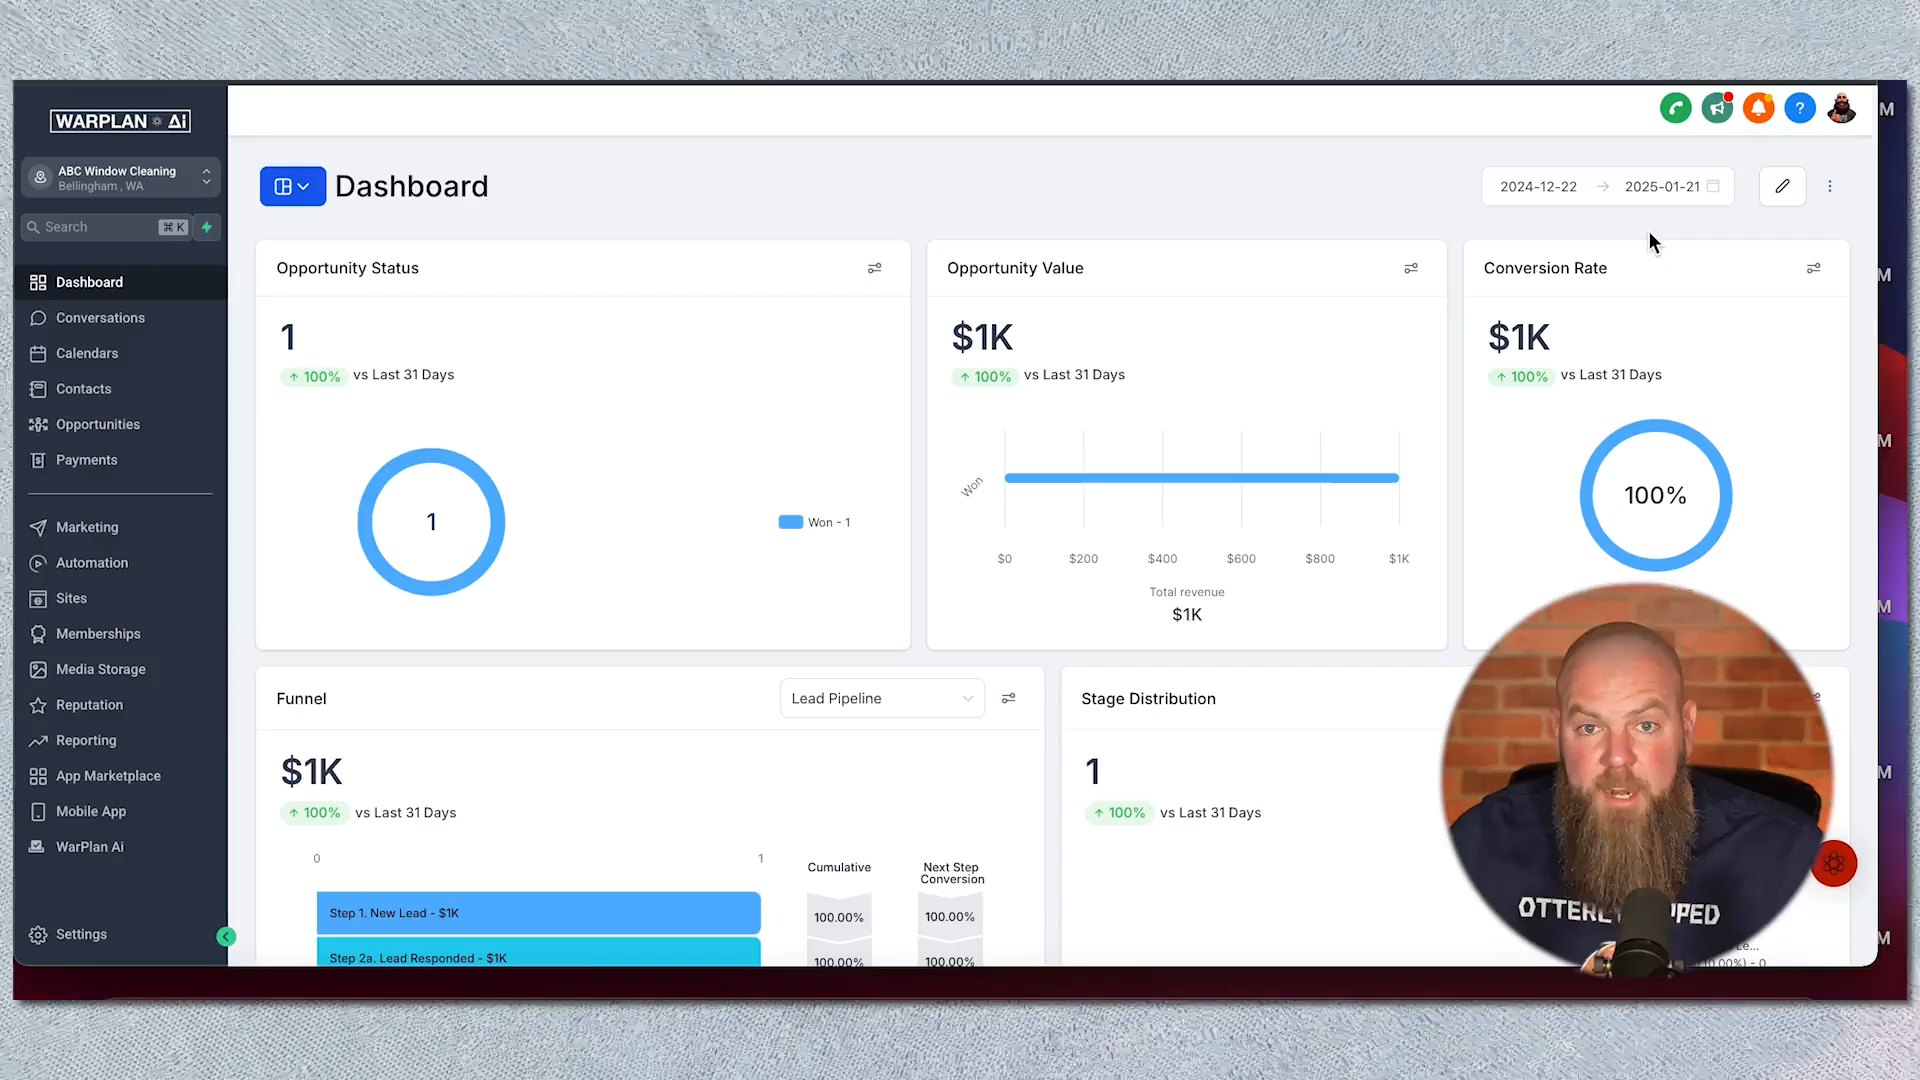 WARPLAN Ai
ABC Window Cleaning
Bellingham , WA
Search
⌘ K
Dashboard
Conversations
Calendars
Contacts
Opportunities
Payments
Marketing
Automation
Sites
Memberships
Media Storage
Reputation
Reporting
App Marketplace
Mobile App
WarPlan Ai
Settings
Dashboard
2024-12-22 → 2025-01-21
Opportunity Status
1
↑ 100% vs Last 31 Days
1
Won - 1
Opportunity Value
$1K
↑ 100% vs Last 31 Days
Won
$0 $200 $400 $600 $800 $1K
Total revenue
$1K
Conversion Rate
$1K
↑ 100% vs Last 31 Days
100%
Funnel
Lead Pipeline
$1K
↑ 100% vs Last 31 Days
0 1
Cumulative
Next Step
Conversion
Step 1. New Lead - $1K
100.00% 100.00%
Step 2a. Lead Responded - $1K
100.00% 100.00%
Stage Distribution
1
↑ 100% vs Last 31 Days
M
M
M
M
M
M